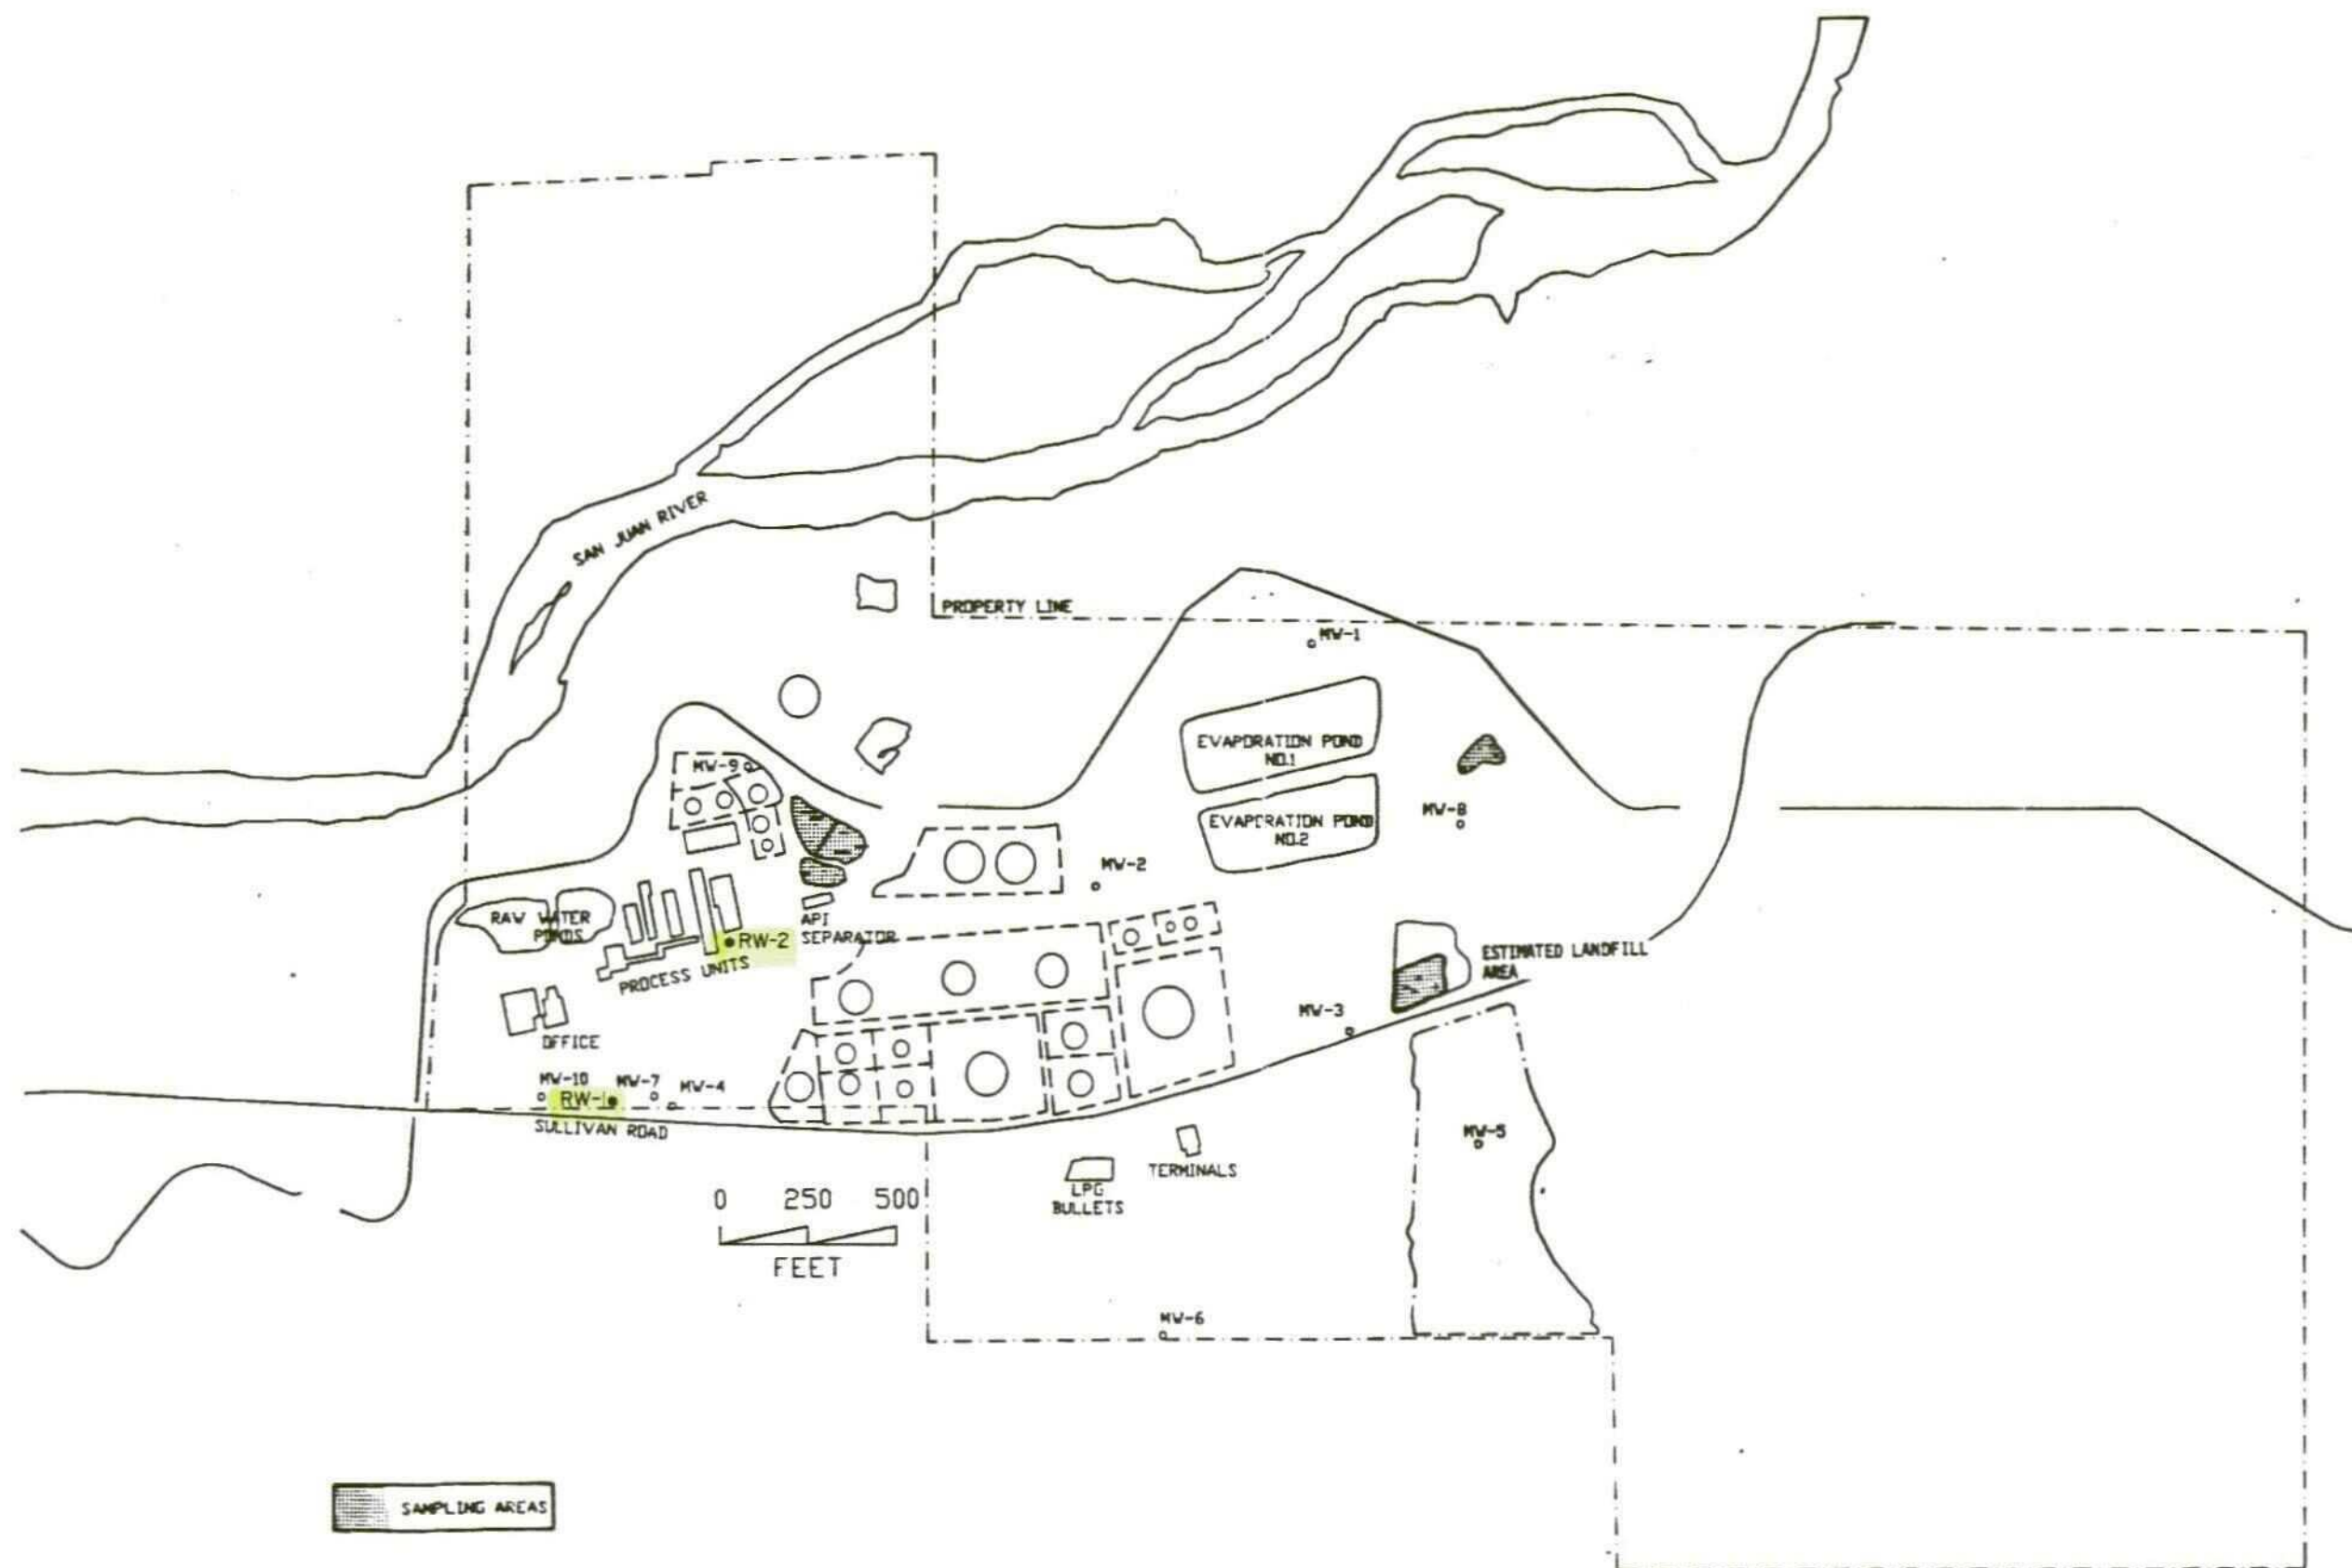 SAN JUAN RIVER
PROPERTY LINE
MW-1
EVAPORATION POND
NO.1
MW-9
MW-8
EVAPORATION POND
NO.2
MW-2
RAW WATER
PONDS
API
SEPARATOR
RW-2
PROCESS UNITS
ESTIMATED LANDFILL
AREA
MW-3
OFFICE
MW-10
MW-7
MW-4
RW-1
SULLIVAN ROAD
MW-5
TERMINALS
LPG
BULLETS
0 250 500
FEET
MW-6
SAMPLING AREAS